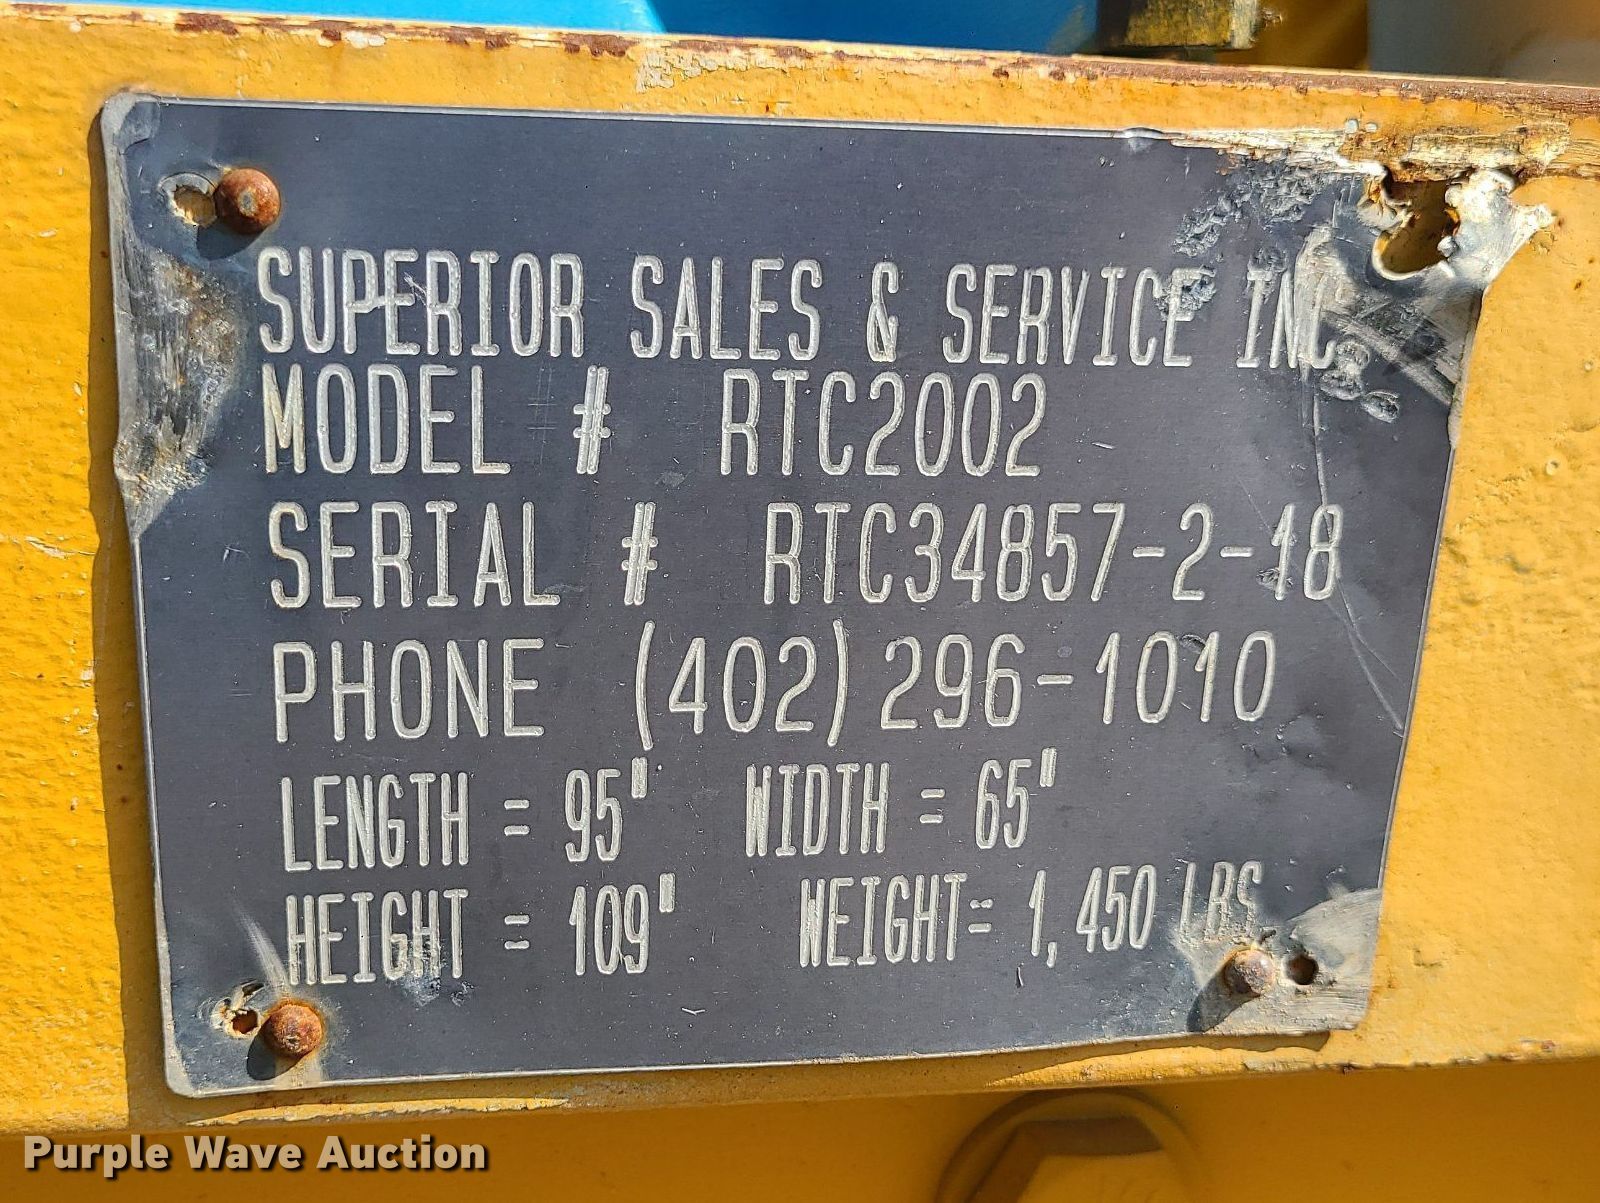 SUPERIOR SALES & SERVICE INC
MODEL # RTC2002
SERIAL # RTC34857-2-18
PHONE (402) 296-1010
LENGTH = 95" WIDTH = 65"
HEIGHT = 109" WEIGHT= 1,450 LBS
Purple Wave Auction